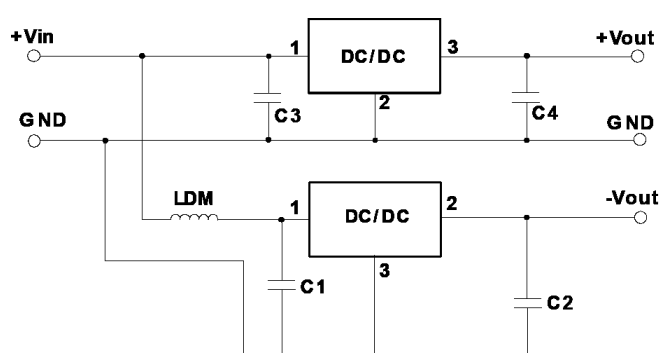 +Vin
1
DC/DC
3
+Vout
2
C3
C4
GND
GND
LDM
1
DC/DC
2
-Vout
3
C1
C2